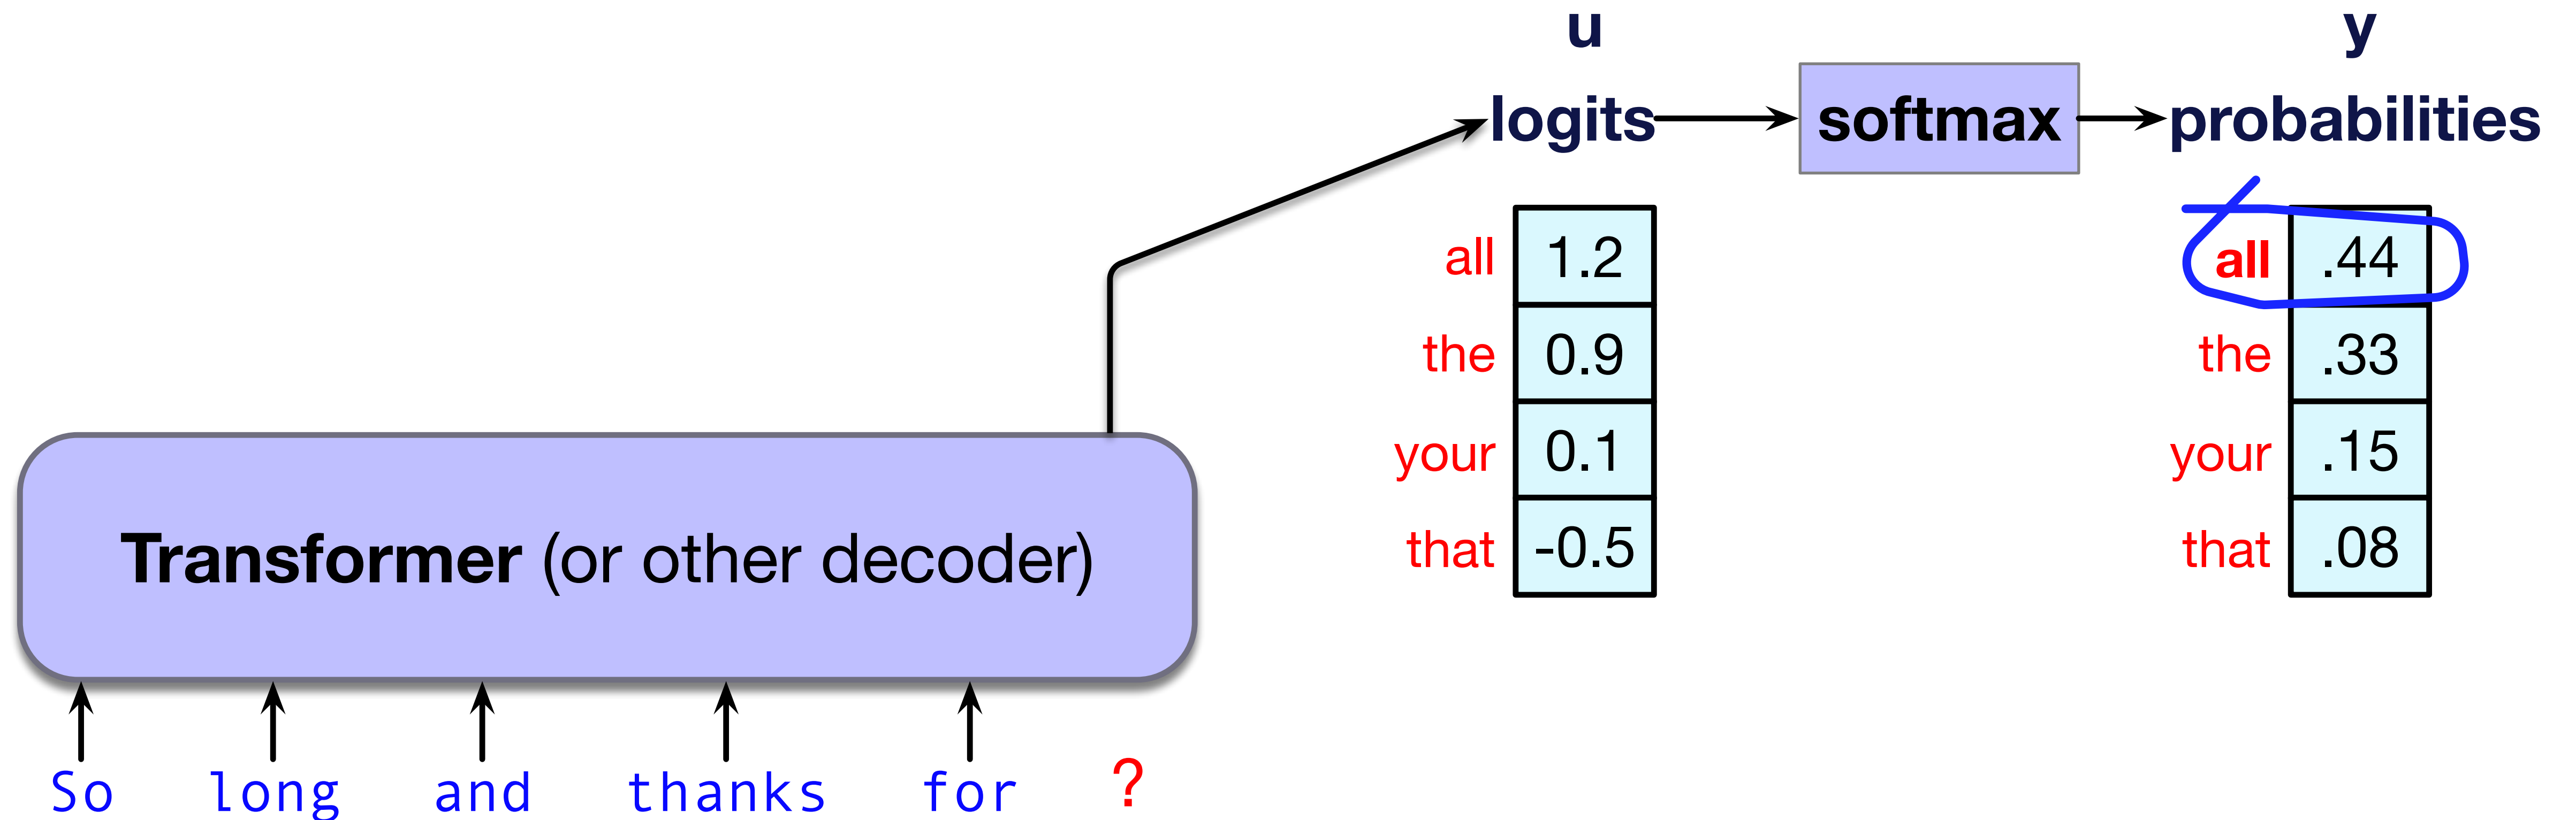 u y
logits softmax probabilities
all 1.2 all .44
the 0.9 the .33
your 0.1 your .15
that -0.5 that .08
Transformer (or other decoder)
So long and thanks for ?